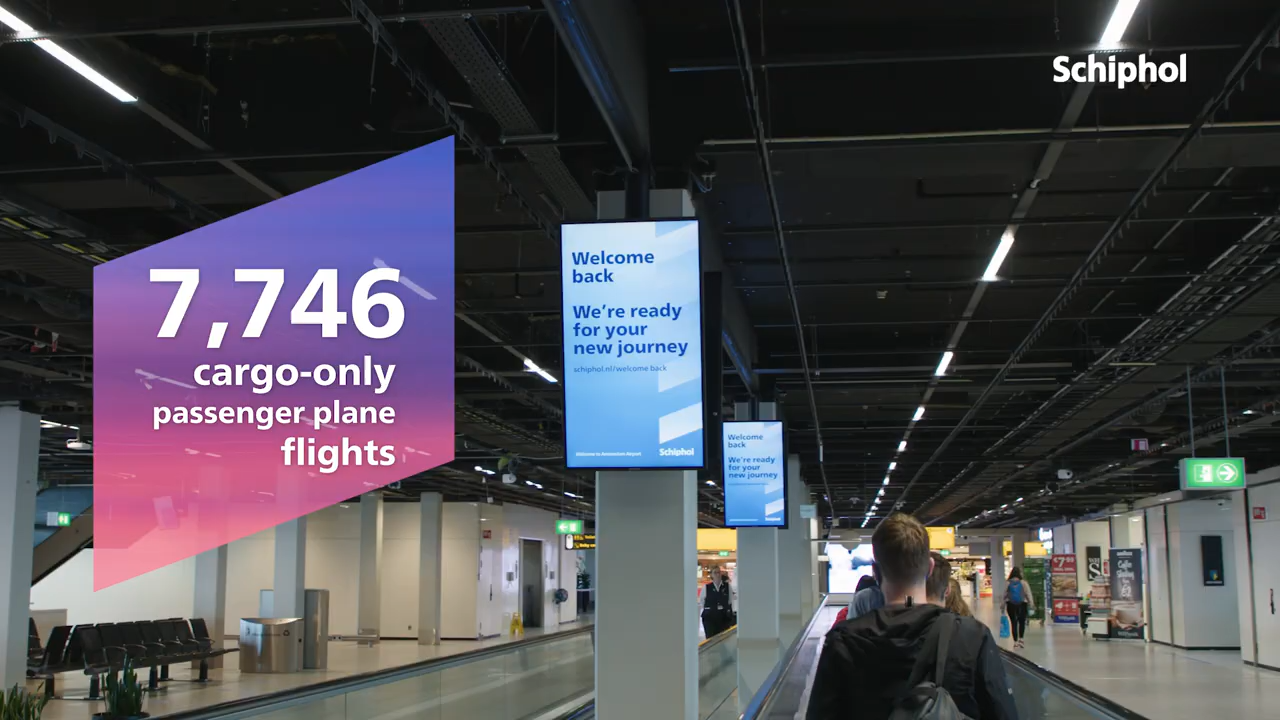 Schiphol
7,746
cargo-only
passenger plane
flights
Welcome
back
We're ready
for your
new journey
schiphol.nl/welcome back
Welcome to Amsterdam Airport
Schiphol
Welcome
back
We're ready
for your
new journey
Schiphol